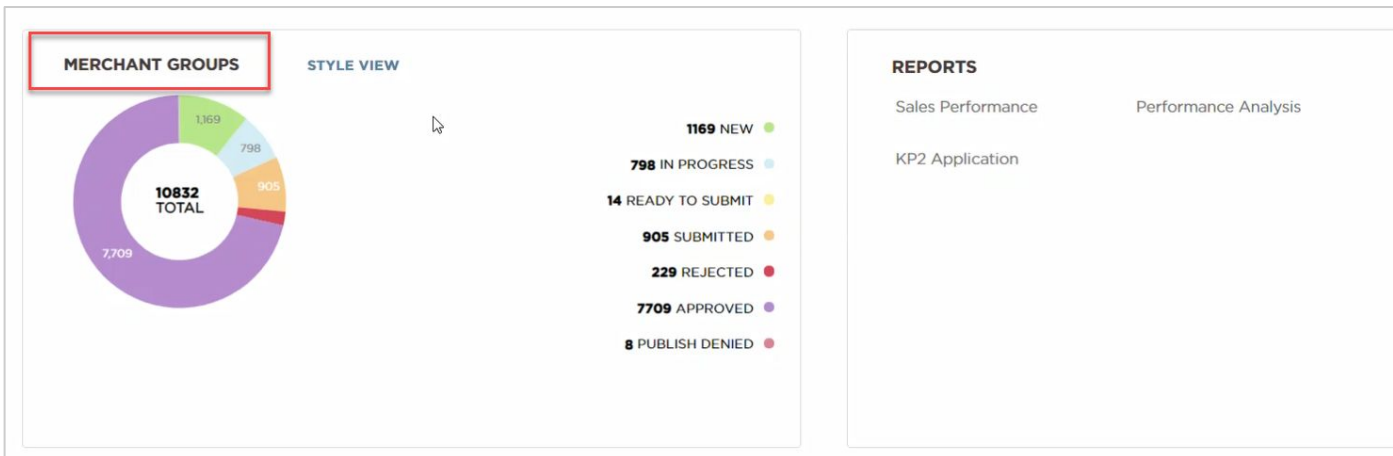 MERCHANT GROUPS
STYLE VIEW
1,169
798
905
10832
TOTAL
7,709
1169 NEW
798 IN PROGRESS
14 READY TO SUBMIT
905 SUBMITTED
229 REJECTED
7709 APPROVED
8 PUBLISH DENIED
REPORTS
Sales Performance
Performance Analysis
KP2 Application